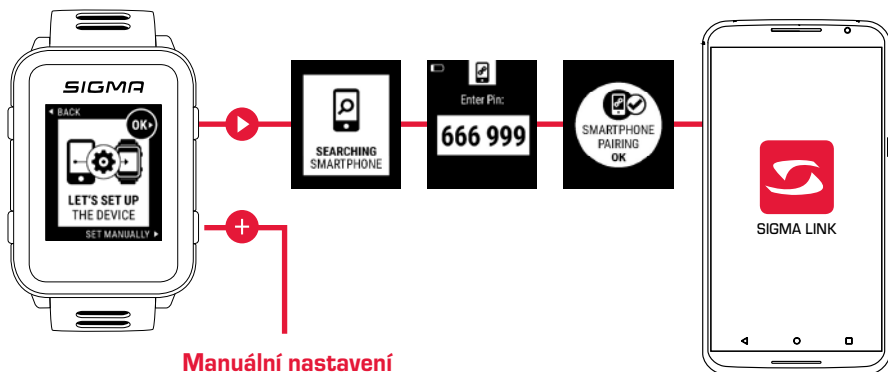 SIGMA
BACK
OK
LET'S SET UP
THE DEVICE
SET MANUALLY
SEARCHING
SMARTPHONE
Enter Pin:
666 999
SMARTPHONE
PAIRING
OK
SIGMA LINK
Manuální nastavení